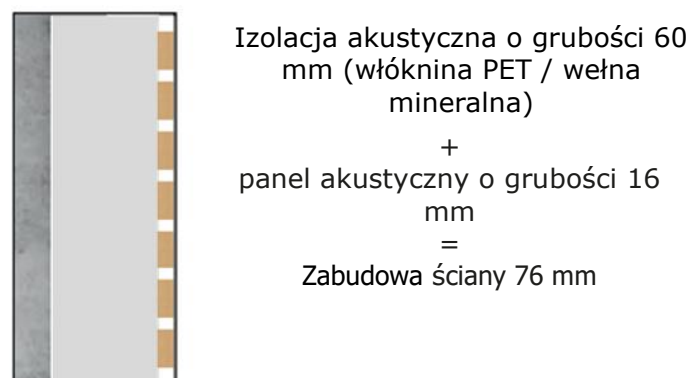 Izolacja akustyczna o grubości 60
mm (włóknina PET / wełna
mineralna)
+
panel akustyczny o grubości 16
mm
=
Zabudowa ściany 76 mm